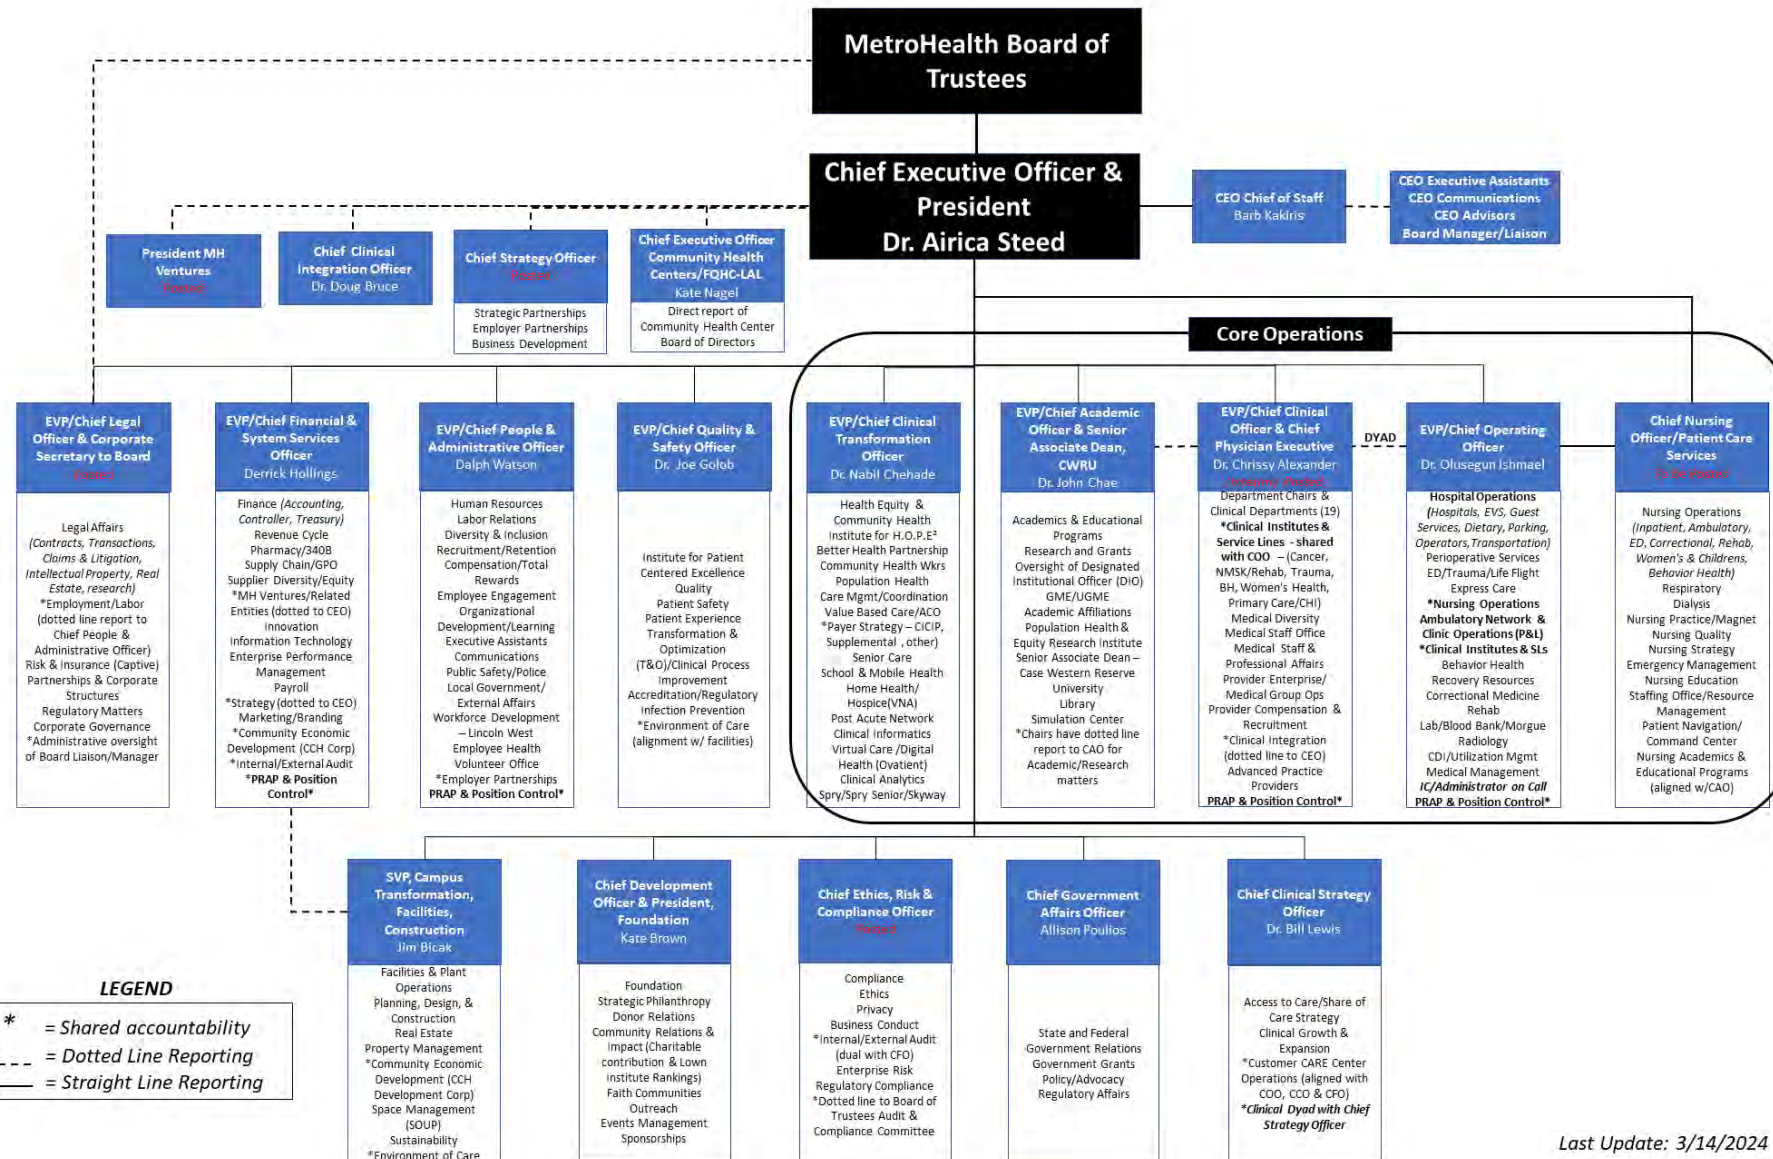 MetroHealth Board of
Trustees
Chief Executive Officer &
President
Dr. Airica Steed
CEO Chief of Staff
Barb Kakiris
CEO Executive Assistants
CEO Communications
CEO Advisors
Board Manager/Liaison
President MH
Ventures
Posted
Chief Clinical
Integration Officer
Dr. Doug Bruce
Chief Strategy Officer
Posted
Strategic Partnerships
Employer Partnerships
Business Development
Chief Executive Officer
Community Health
Centers/FQHC-LAL
Kate Nagel
Direct report of
Community Health Center
Board of Directors
Core Operations
EVP/Chief Legal
Officer & Corporate
Secretary to Board
Posted
Legal Affairs
(Contracts, Transactions,
Claims & Litigation,
Intellectual Property, Real
Estate, research)
*Employment/Labor
(dotted line report to
Chief People &
Administrative Officer)
Risk & Insurance (Captive)
Partnerships & Corporate
Structures
Regulatory Matters
Corporate Governance
*Administrative oversight
of Board Liaison/Manager
EVP/Chief Financial &
System Services
Officer
Derrick Hollings
Finance (Accounting,
Controller, Treasury)
Revenue Cycle
Pharmacy/340B
Supply Chain/GPO
Supplier Diversity/Equity
*MH Ventures/Related
Entities (dotted to CEO)
Innovation
Information Technology
Enterprise Performance
Management
Payroll
*Strategy (dotted to CEO)
Marketing/Branding
*Community Economic
Development (CCH Corp)
*Internal/External Audit
*PRAP & Position
Control*
EVP/Chief People &
Administrative Officer
Dalph Watson
Human Resources
Labor Relations
Diversity & Inclusion
Recruitment/Retention
Compensation/Total
Rewards
Employee Engagement
Organizational
Development/Learning
Executive Assistants
Communications
Public Safety/Police
Local Government/
External Affairs
Workforce Development
– Lincoln West
Employee Health
Volunteer Office
*Employer Partnerships
PRAP & Position Control*
EVP/Chief Quality &
Safety Officer
Dr. Joe Golob
Institute for Patient
Centered Excellence
Quality
Patient Safety
Patient Experience
Transformation &
Optimization
(T&O)/Clinical Process
Improvement
Accreditation/Regulatory
Infection Prevention
*Environment of Care
(alignment w/ facilities)
EVP/Chief Clinical
Transformation
Officer
Dr. Nabil Chehade
Health Equity &
Community Health
Institute for H.O.P.E²
Better Health Partnership
Community Health Wkrs
Population Health
Care Mgmt/Coordination
Value Based Care/ACO
*Payer Strategy – CICIP,
Supplemental , other)
Senior Care
School & Mobile Health
Home Health/
Hospice(VNA)
Post Acute Network
Clinical Informatics
Virtual Care /Digital
Health (Ovatient)
Clinical Analytics
Spry/Spry Senior/Skyway
EVP/Chief Academic
Officer & Senior
Associate Dean,
CWRU
Dr. John Chae
Academics & Educational
Programs
Research and Grants
Oversight of Designated
Institutional Officer (DIO)
GME/UGME
Academic Affiliations
Population Health &
Equity Research Institute
Senior Associate Dean –
Case Western Reserve
University
Library
Simulation Center
*Chairs have dotted line
report to CAO for
Academic/Research
matters
EVP/Chief Clinical
Officer & Chief
Physician Executive
Dr. Chrissy Alexander
Department Chairs &
Clinical Departments (19)
*Clinical Institutes &
Service Lines - shared
with COO – (Cancer,
NMSK/Rehab, Trauma,
BH, Women's Health,
Primary Care/CHI)
Medical Diversity
Medical Staff Office
Medical Staff &
Professional Affairs
Provider Enterprise/
Medical Group Ops
Provider Compensation &
Recruitment
*Clinical Integration
(dotted line to CEO)
Advanced Practice
Providers
PRAP & Position Control*
DYAD
EVP/Chief Operating
Officer
Dr. Olusegun Ishmael
Hospital Operations
(Hospitals, EVS, Guest
Services, Dietary, Parking,
Operators,Transportation)
Perioperative Services
ED/Trauma/Life Flight
Express Care
*Nursing Operations
Ambulatory Network &
Clinic Operations (P&L)
*Clinical Institutes & SLs
Behavior Health
Recovery Resources
Correctional Medicine
Rehab
Lab/Blood Bank/Morgue
Radiology
CDI/Utilization Mgmt
Medical Management
IC/Administrator on Call
PRAP & Position Control*
Chief Nursing
Officer/Patient Care
Services
To be Posted
Nursing Operations
(Inpatient, Ambulatory,
ED, Correctional, Rehab,
Women's & Childrens,
Behavior Health)
Respiratory
Dialysis
Nursing Practice/Magnet
Nursing Quality
Nursing Strategy
Emergency Management
Nursing Education
Staffing Office/Resource
Management
Patient Navigation/
Command Center
Nursing Academics &
Educational Programs
(aligned w/CAO)
SVP, Campus
Transformation,
Facilities,
Construction
Jim Bicak
Facilities & Plant
Operations
Planning, Design, &
Construction
Real Estate
Property Management
*Community Economic
Development (CCH
Development Corp)
Space Management
(SOUP)
Sustainability
*Environment of Care
Chief Development
Officer & President,
Foundation
Kate Brown
Foundation
Strategic Philanthropy
Donor Relations
Community Relations &
Impact (Charitable
contribution & Lown
Institute Rankings)
Faith Communities
Outreach
Events Management
Sponsorships
Chief Ethics, Risk &
Compliance Officer
Posted
Compliance
Ethics
Privacy
Business Conduct
*Internal/External Audit
(dual with CFO)
Enterprise Risk
Regulatory Compliance
*Dotted line to Board of
Trustees Audit &
Compliance Committee
Chief Government
Affairs Officer
Allison Poulios
State and Federal
Government Relations
Government Grants
Policy/Advocacy
Regulatory Affairs
Chief Clinical Strategy
Officer
Dr. Bill Lewis
Access to Care/Share of
Care Strategy
Clinical Growth &
Expansion
*Customer CARE Center
Operations (aligned with
COO, CCO & CFO)
*Clinical Dyad with Chief
Strategy Officer
LEGEND
* = Shared accountability
---- = Dotted Line Reporting
= Straight Line Reporting
Last Update: 3/14/2024